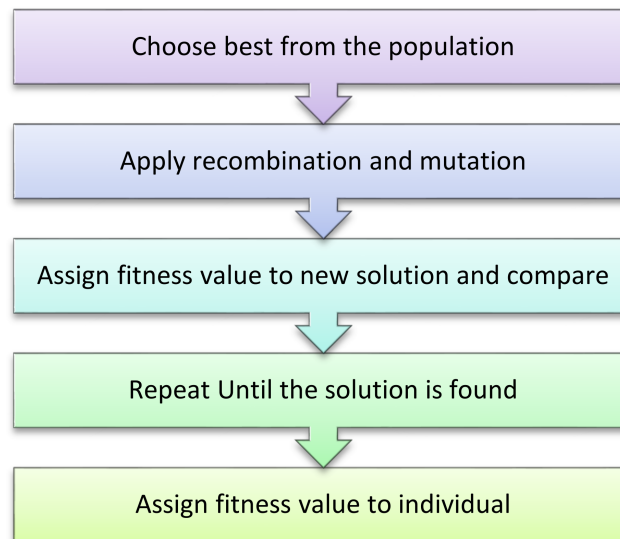 Choose best from the population
Apply recombination and mutation
Assign fitness value to new solution and compare
Repeat Until the solution is found
Assign fitness value to individual